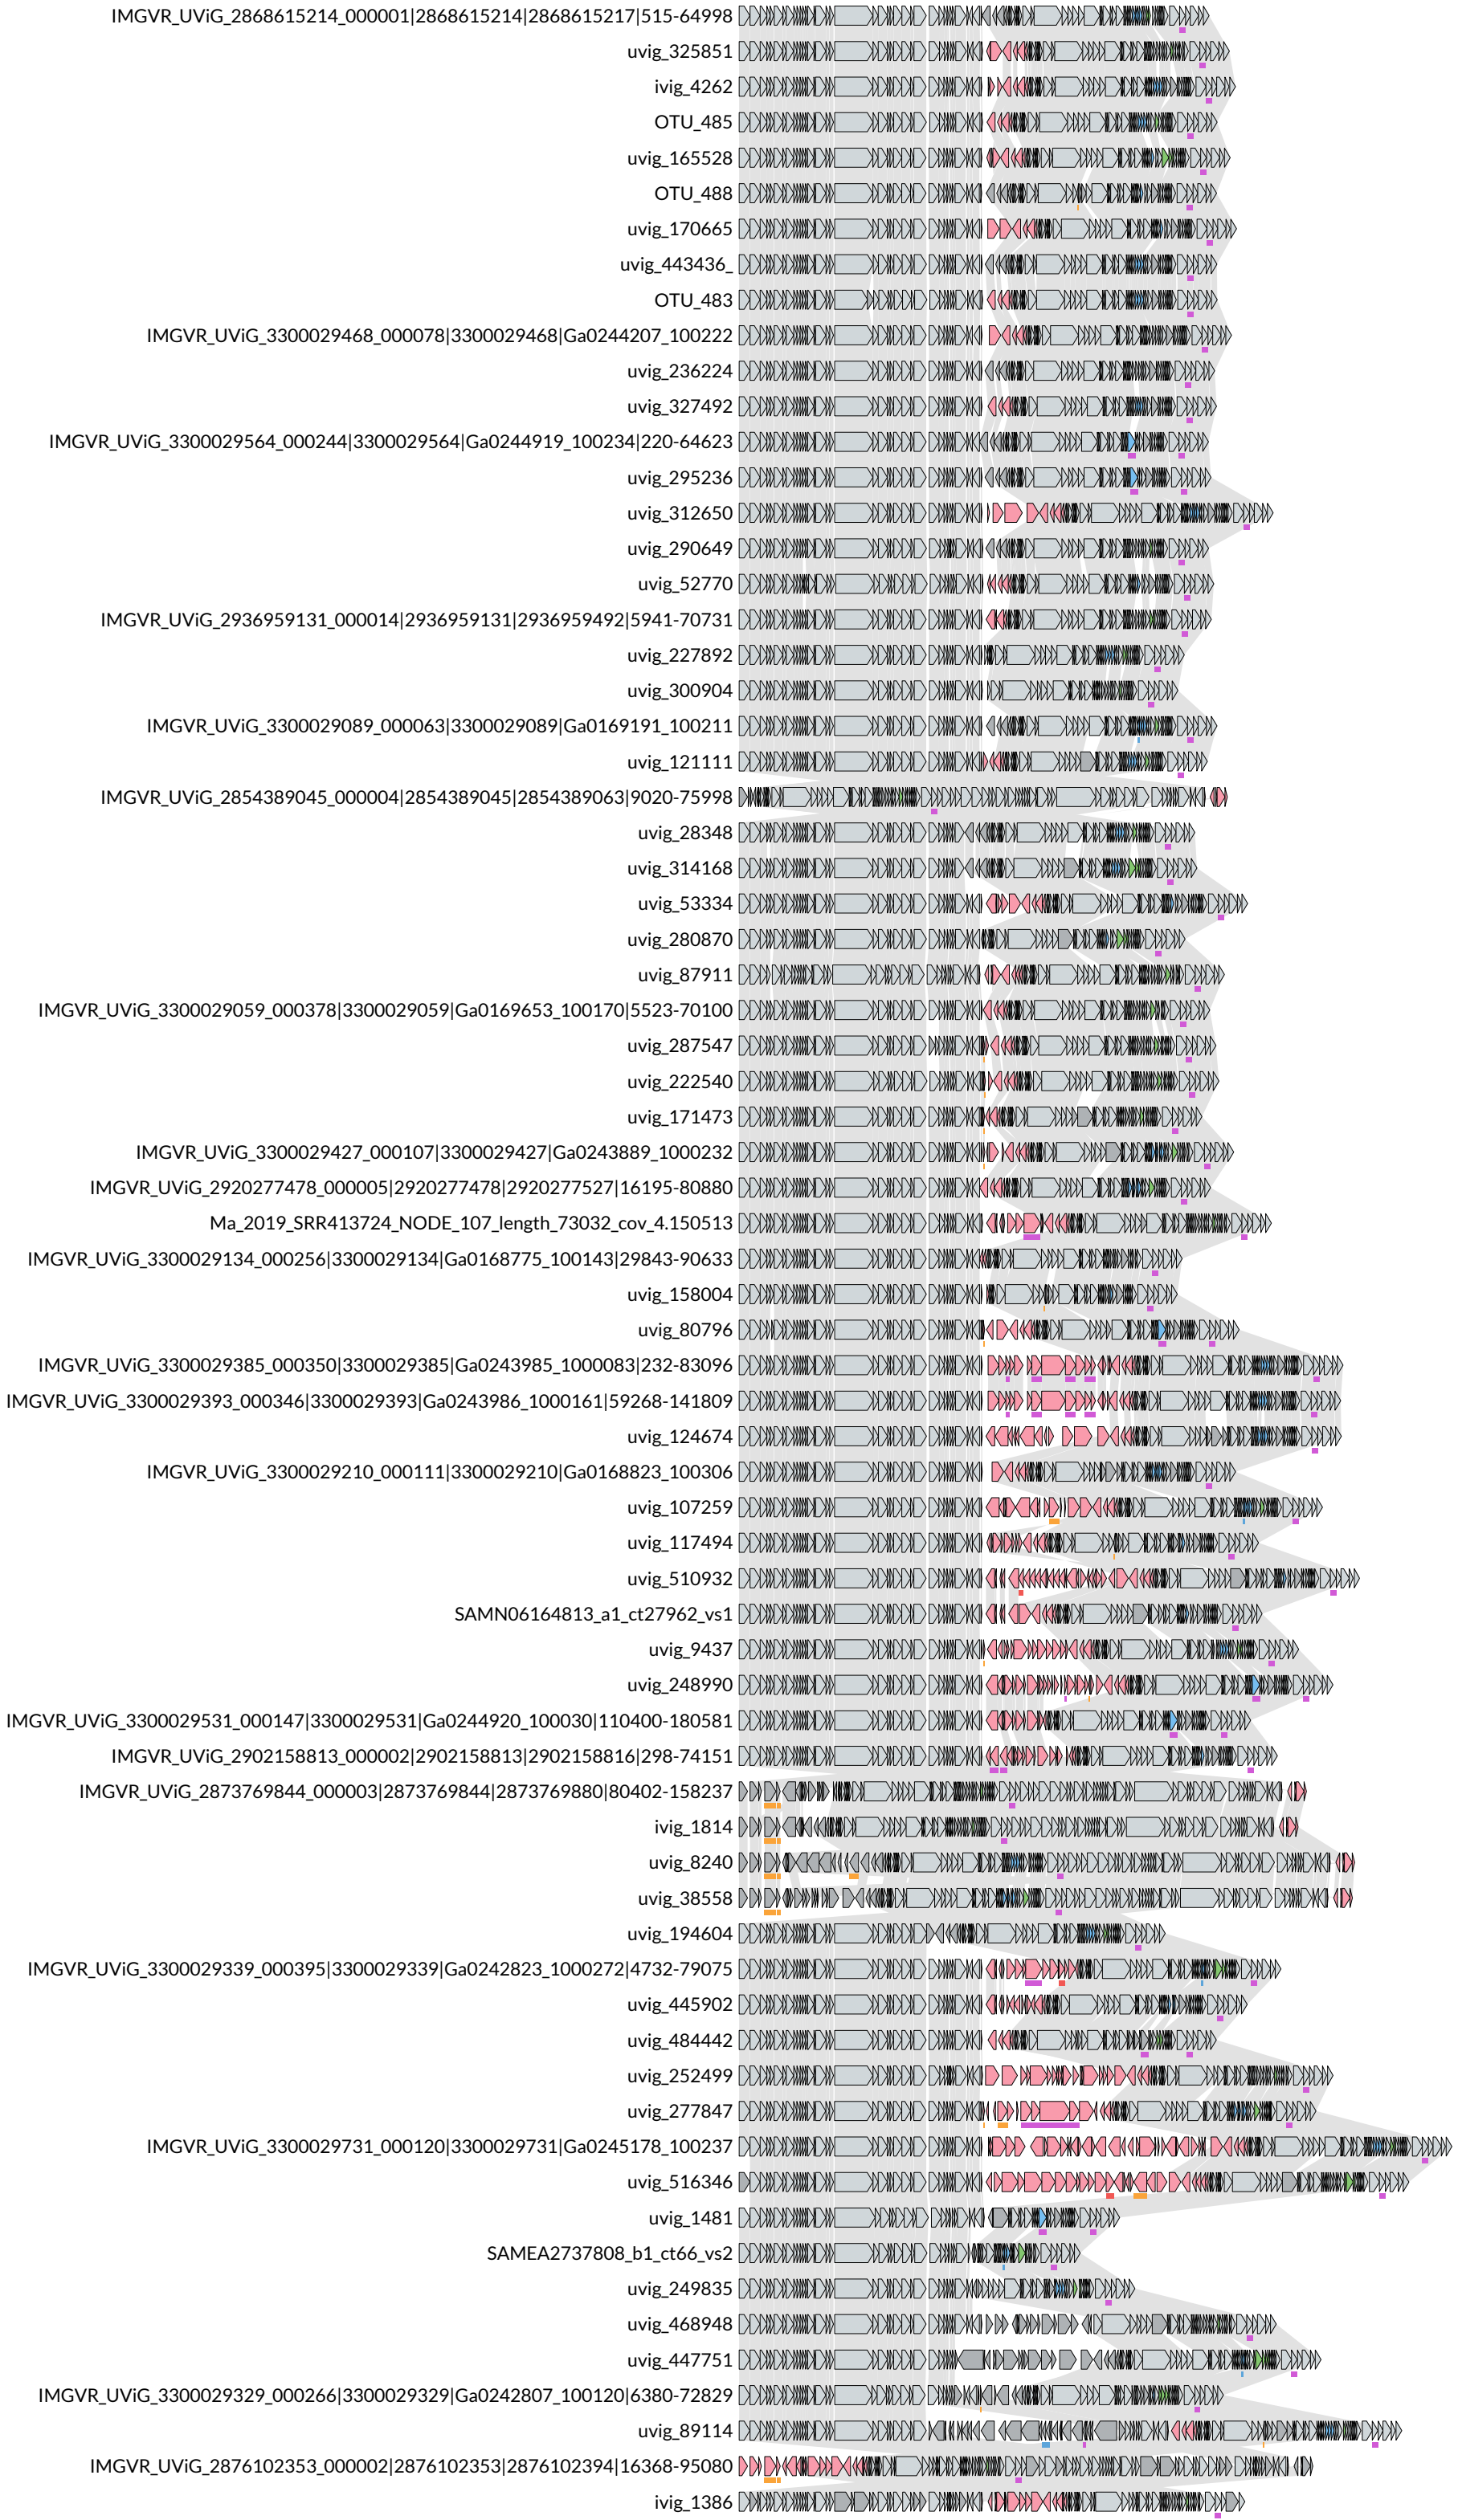 IMGVR_UViG_2868615214_000001|2868615214|2868615217|515-64998
uvig_325851
ivig_4262
OTU_485
uvig_165528
OTU_488
uvig_170665
uvig_443436_
OTU_483
IMGVR_UViG_3300029468_000078|3300029468|Ga0244207_100222
uvig_236224
uvig_327492
IMGVR_UViG_3300029564_000244|3300029564|Ga0244919_100234|220-64623
uvig_295236
uvig_312650
uvig_290649
uvig_52770
IMGVR_UViG_2936959131_000014|2936959131|2936959492|5941-70731
uvig_227892
uvig_300904
IMGVR_UViG_3300029089_000063|3300029089|Ga0169191_100211
uvig_121111
IMGVR_UViG_2854389045_000004|2854389045|2854389063|9020-75998
uvig_28348
uvig_314168
uvig_53334
uvig_280870
uvig_87911
IMGVR_UViG_3300029059_000378|3300029059|Ga0169653_100170|5523-70100
uvig_287547
uvig_222540
uvig_171473
IMGVR_UViG_3300029427_000107|3300029427|Ga0243889_1000232
IMGVR_UViG_2920277478_000005|2920277478|2920277527|16195-80880
Ma_2019_SRR413724_NODE_107_length_73032_cov_4.150513
IMGVR_UViG_3300029134_000256|3300029134|Ga0168775_100143|29843-90633
uvig_158004
uvig_80796
IMGVR_UViG_3300029385_000350|3300029385|Ga0243985_1000083|232-83096
IMGVR_UViG_3300029393_000346|3300029393|Ga0243986_1000161|59268-141809
uvig_124674
IMGVR_UViG_3300029210_000111|3300029210|Ga0168823_100306
uvig_107259
uvig_117494
uvig_510932
SAMN06164813_a1_ct27962_vs1
uvig_9437
uvig_248990
IMGVR_UViG_3300029531_000147|3300029531|Ga0244920_100030|110400-180581
IMGVR_UViG_2902158813_000002|2902158813|2902158816|298-74151
IMGVR_UViG_2873769844_000003|2873769844|2873769880|80402-158237
ivig_1814
uvig_8240
uvig_38558
uvig_194604
IMGVR_UViG_3300029339_000395|3300029339|Ga0242823_1000272|4732-79075
uvig_445902
uvig_484442
uvig_252499
uvig_277847
IMGVR_UViG_3300029731_000120|3300029731|Ga0245178_100237
uvig_516346
uvig_1481
SAMEA2737808_b1_ct66_vs2
uvig_249835
uvig_468948
uvig_447751
IMGVR_UViG_3300029329_000266|3300029329|Ga0242807_100120|6380-72829
uvig_89114
IMGVR_UViG_2876102353_000002|2876102353|2876102394|16368-95080
ivig_1386